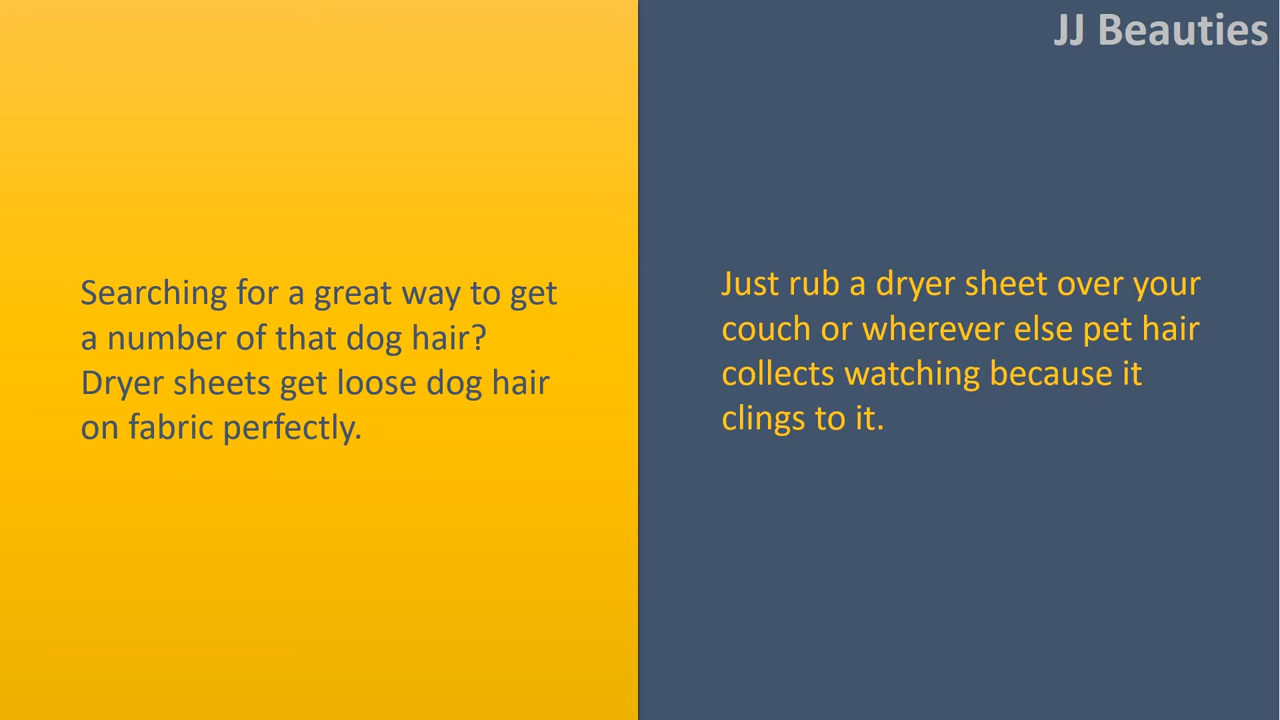 JJ Beauties
Searching for a great way to get
a number of that dog hair?
Dryer sheets get loose dog hair
on fabric perfectly.
Just rub a dryer sheet over your
couch or wherever else pet hair
collects watching because it
clings to it.